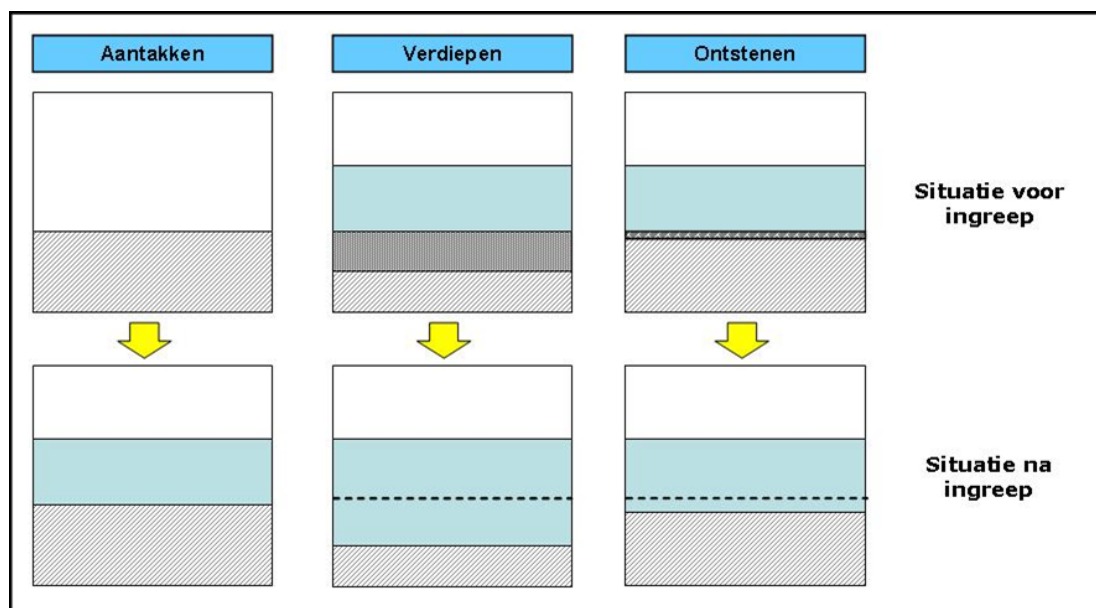 Aantakken
Verdiepen
Ontstenen
Situatie voor
ingreep
Situatie na
ingreep